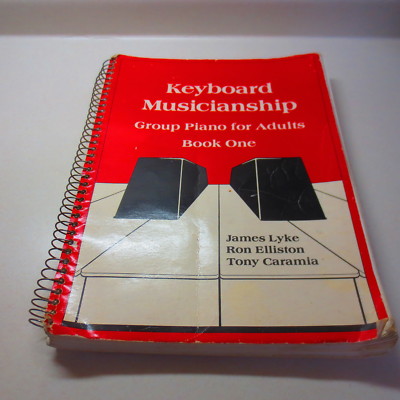 Keyboard
Musicianship
Group Piano for Adults
Book One
James Lyke
Ron Elliston
Tony Caramia